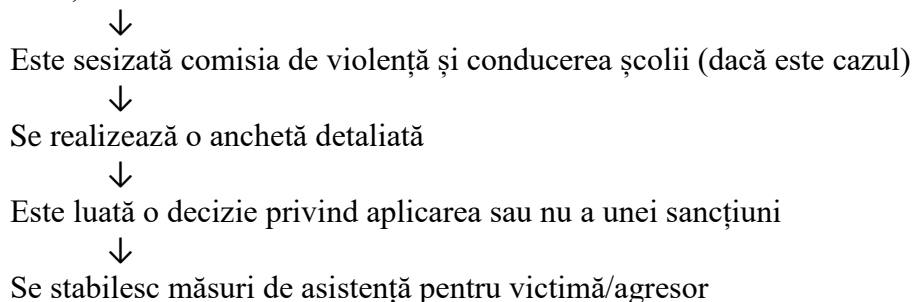 ↓
Este sesizată comisia de violență și conducerea școlii (dacă este cazul)
↓
Se realizează o anchetă detaliată
↓
Este luată o decizie privind aplicarea sau nu a unei sancțiuni
↓
Se stabilesc măsuri de asistență pentru victimă/agresor